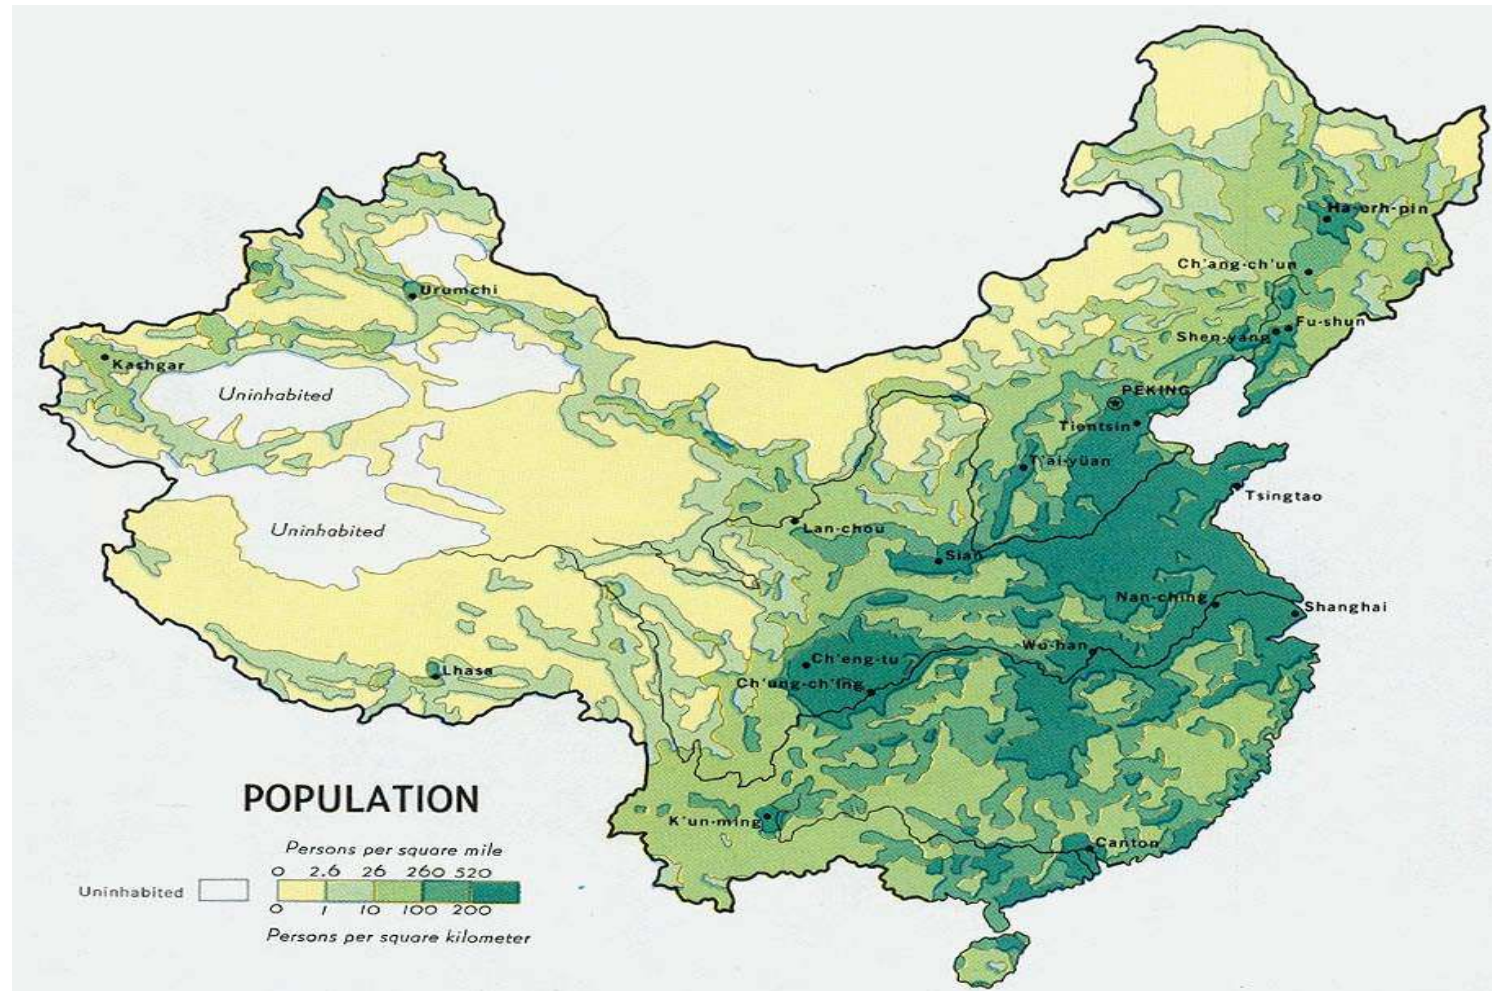 Ha-erh-pin
Ch'ang-ch'un
Urumchi
Fu-shun
Shen-yang
Kashgar
Uninhabited
PEKING
Tientsin
T'ai-yüan
Tsingtao
Uninhabited
Lan-chou
Sian
Nan-ching
Shanghai
Wu-han
Ch'eng-tu
Lhasa
Ch'ung-ch'ing
POPULATION
K'un-ming
Canton
Persons per square mile
0 2.6 26 260 520
Uninhabited
0 1 10 100 200
Persons per square kilometer